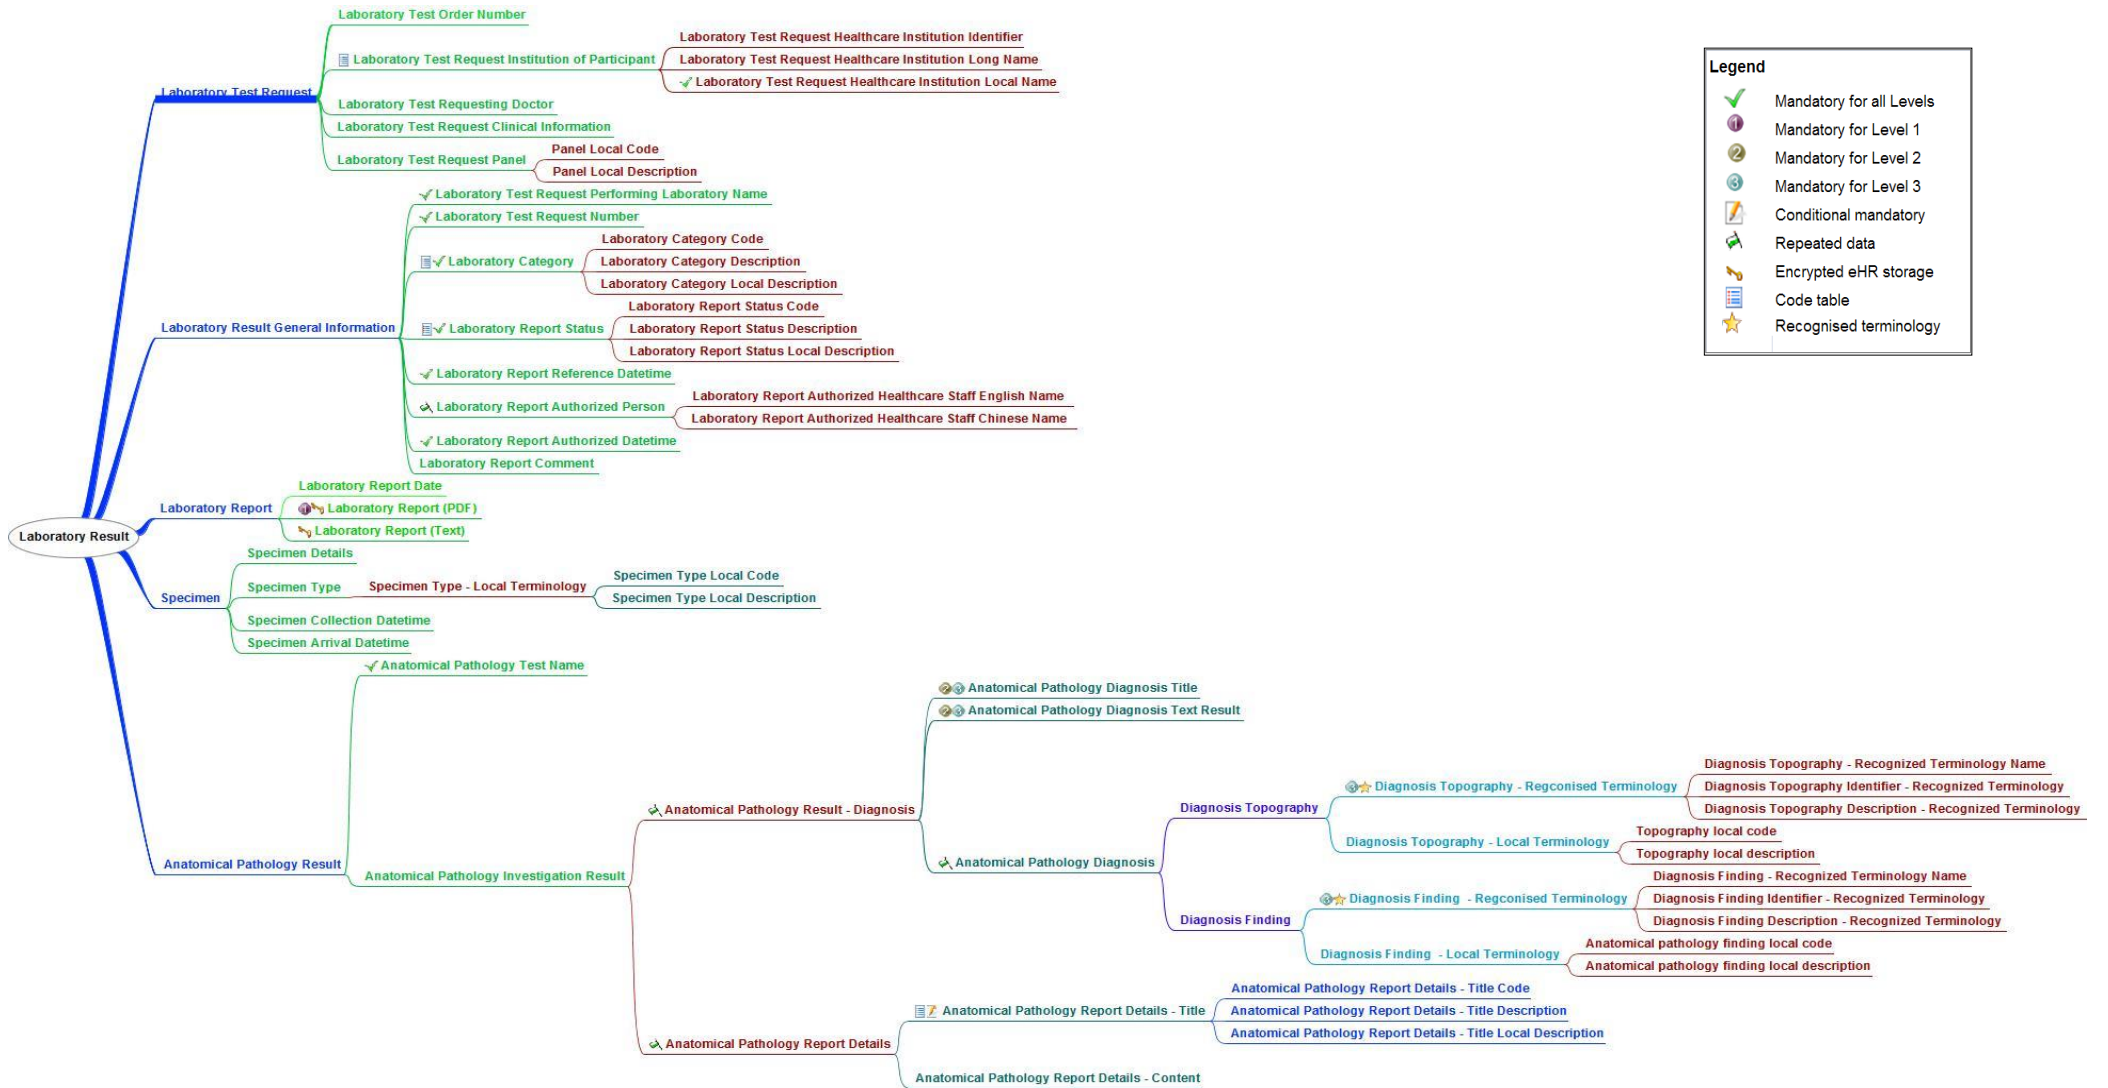 Laboratory Result
Laboratory Test Request
Laboratory Test Order Number
Laboratory Test Request Institution of Participant
Laboratory Test Request Healthcare Institution Identifier
Laboratory Test Request Healthcare Institution Long Name
Laboratory Test Request Healthcare Institution Local Name
Laboratory Test Requesting Doctor
Laboratory Test Request Clinical Information
Laboratory Test Request Panel
Panel Local Code
Panel Local Description
Laboratory Result General Information
Laboratory Test Request Performing Laboratory Name
Laboratory Test Request Number
Laboratory Category
Laboratory Category Code
Laboratory Category Description
Laboratory Category Local Description
Laboratory Report Status
Laboratory Report Status Code
Laboratory Report Status Description
Laboratory Report Status Local Description
Laboratory Report Reference Datetime
Laboratory Report Authorized Person
Laboratory Report Authorized Healthcare Staff English Name
Laboratory Report Authorized Healthcare Staff Chinese Name
Laboratory Report Authorized Datetime
Laboratory Report Comment
Laboratory Report
Laboratory Report Date
1 Laboratory Report (PDF)
Laboratory Report (Text)
Specimen
Specimen Details
Specimen Type
Specimen Type - Local Terminology
Specimen Type Local Code
Specimen Type Local Description
Specimen Collection Datetime
Specimen Arrival Datetime
Anatomical Pathology Result
Anatomical Pathology Test Name
Anatomical Pathology Investigation Result
Anatomical Pathology Result - Diagnosis
2 3 Anatomical Pathology Diagnosis Title
2 3 Anatomical Pathology Diagnosis Text Result
Anatomical Pathology Diagnosis
Diagnosis Topography
3 Diagnosis Topography - Regconised Terminology
Diagnosis Topography - Recognized Terminology Name
Diagnosis Topography Identifier - Recognized Terminology
Diagnosis Topography Description - Recognized Terminology
Diagnosis Topography - Local Terminology
Topography local code
Topography local description
Diagnosis Finding
3 Diagnosis Finding - Regconised Terminology
Diagnosis Finding - Recognized Terminology Name
Diagnosis Finding Identifier - Recognized Terminology
Diagnosis Finding Description - Recognized Terminology
Diagnosis Finding - Local Terminology
Anatomical pathology finding local code
Anatomical pathology finding local description
Anatomical Pathology Report Details
Anatomical Pathology Report Details - Title
Anatomical Pathology Report Details - Title Code
Anatomical Pathology Report Details - Title Description
Anatomical Pathology Report Details - Title Local Description
Anatomical Pathology Report Details - Content
Legend
Mandatory for all Levels
1 Mandatory for Level 1
2 Mandatory for Level 2
3 Mandatory for Level 3
Conditional mandatory
Repeated data
Encrypted eHR storage
Code table
Recognised terminology